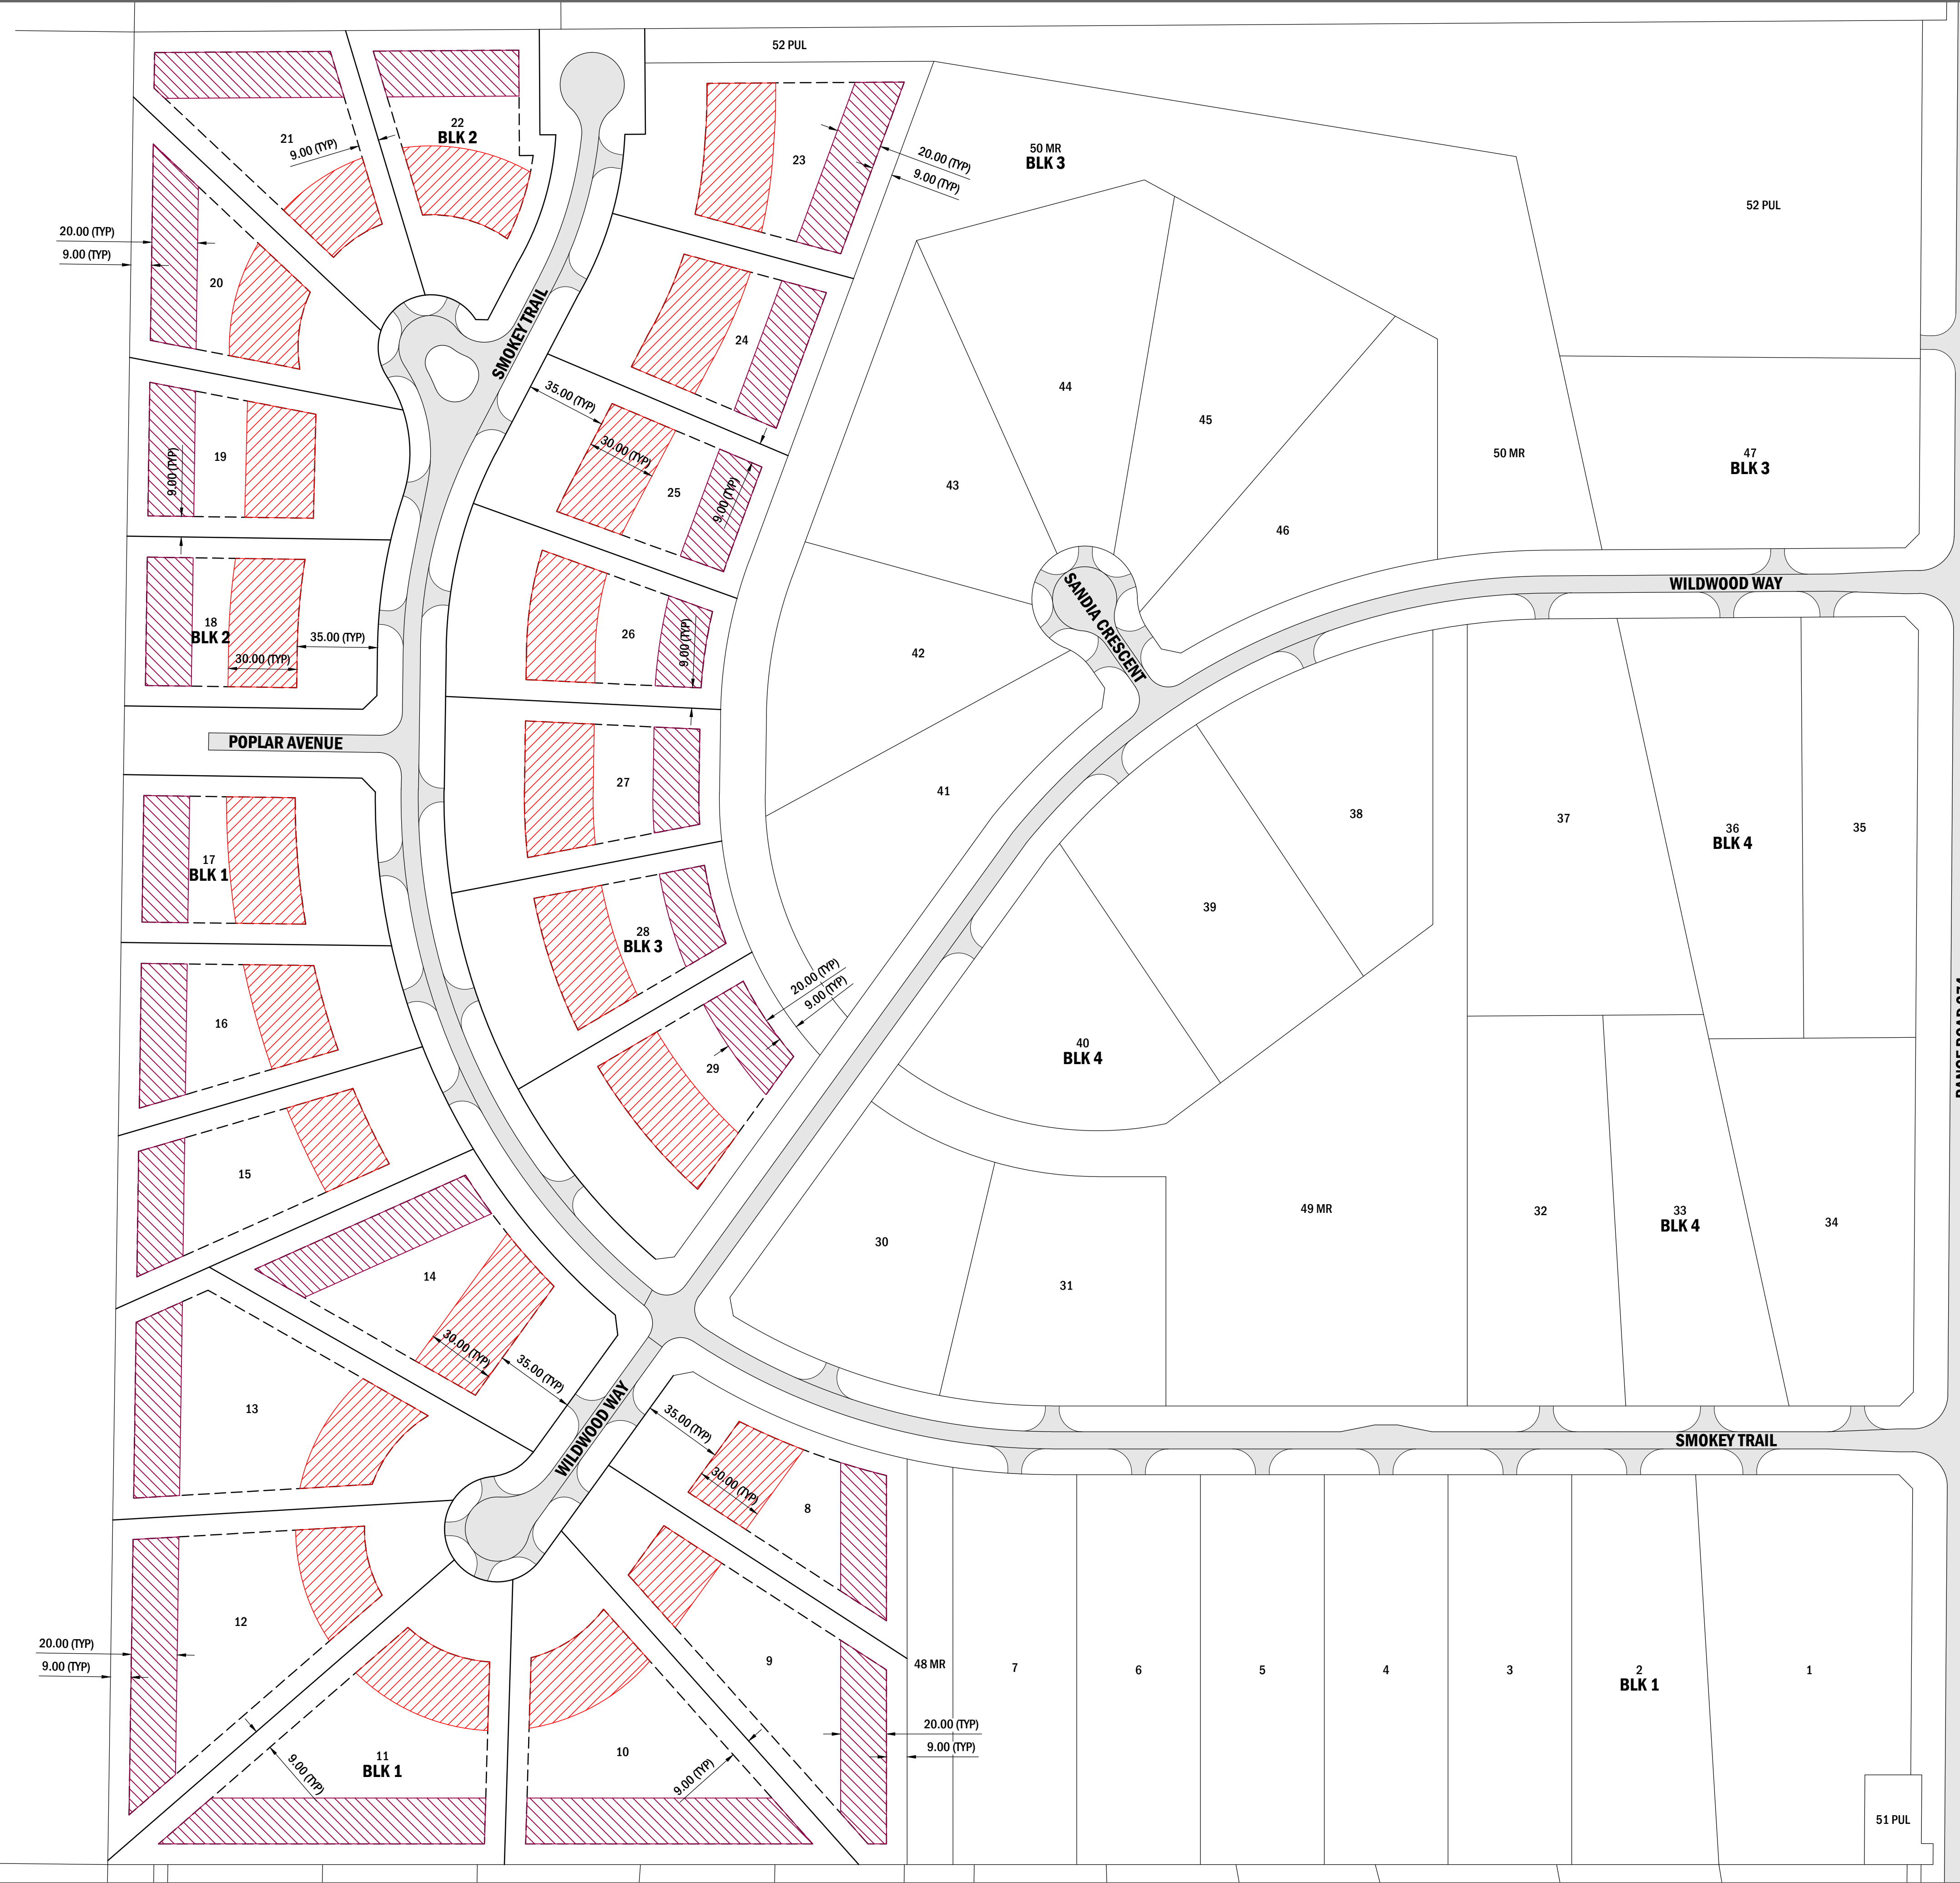 52 PUL
22
BLK 2
21
9.00 (TYP)
50 MR
BLK 3
23
20.00 (TYP)
9.00 (TYP)
52 PUL
20.00 (TYP)
9.00 (TYP)
20
SMOKEY TRAIL
24
44
45
35.00 (TYP)
30.00 (TYP)
19
9.00 (TYP)
25
9.00 (TYP)
43
46
50 MR
47
BLK 3
WILDWOOD WAY
SANDIA CRESCENT
18
BLK 2
30.00 (TYP)
35.00 (TYP)
26
9.00 (TYP)
42
POPLAR AVENUE
27
41
38
37
36
BLK 4
35
17
BLK 1
39
28
BLK 3
20.00 (TYP)
9.00 (TYP)
16
29
40
BLK 4
15
14
30
31
49 MR
32
33
BLK 4
34
30.00 (TYP)
35.00 (TYP)
13
WILDWOOD WAY
35.00 (TYP)
30.00 (TYP)
8
SMOKEY TRAIL
12
20.00 (TYP)
9.00 (TYP)
9
48 MR
7
6
5
4
3
2
BLK 1
1
11
BLK 1
9.00 (TYP)
10
9.00 (TYP)
20.00 (TYP)
9.00 (TYP)
51 PUL